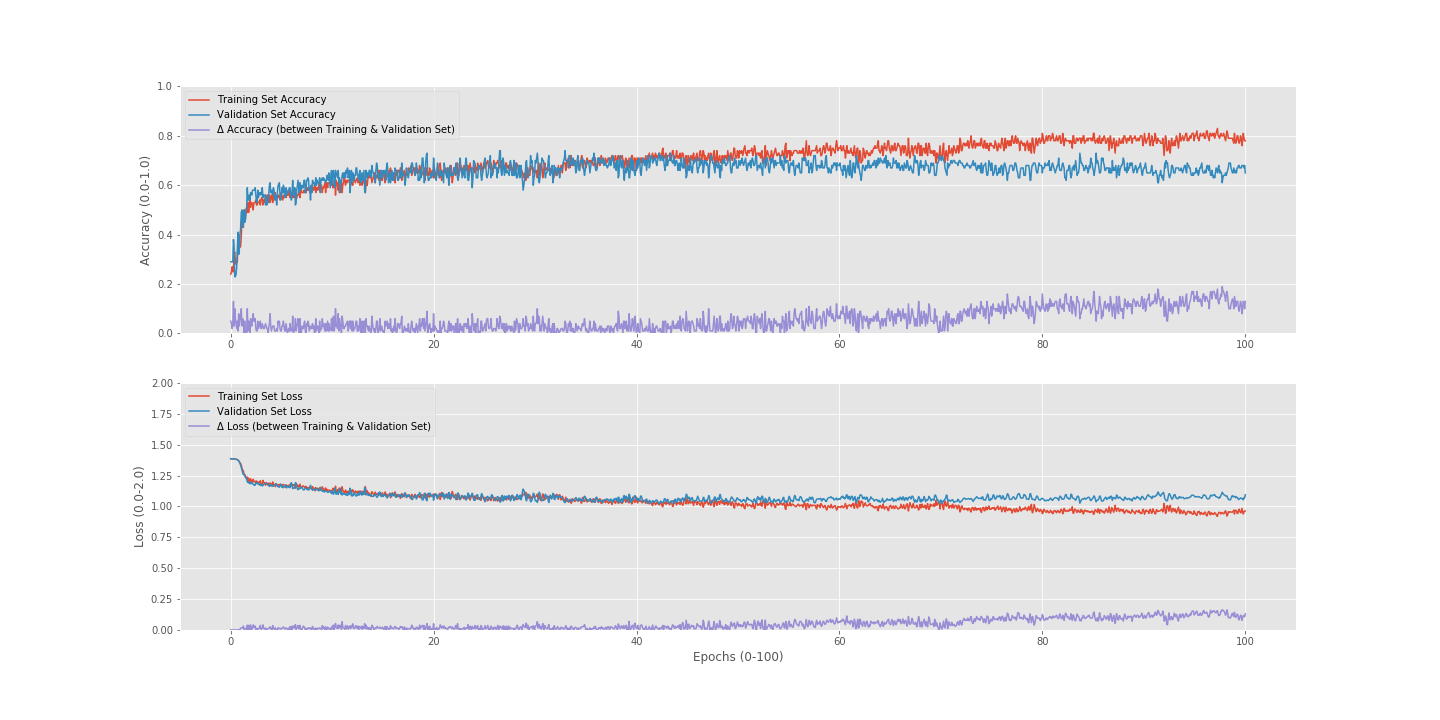 1.0
0.8
0.6
0.4
0.2
0.0
Accuracy (0.0-1.0)
Training Set Accuracy
Validation Set Accuracy
Δ Accuracy (between Training & Validation Set)
0 20 40 60 80 100
2.00
1.75
1.50
1.25
1.00
0.75
0.50
0.25
0.00
Loss (0.0-2.0)
Training Set Loss
Validation Set Loss
Δ Loss (between Training & Validation Set)
0 20 40 60 80 100
Epochs (0-100)